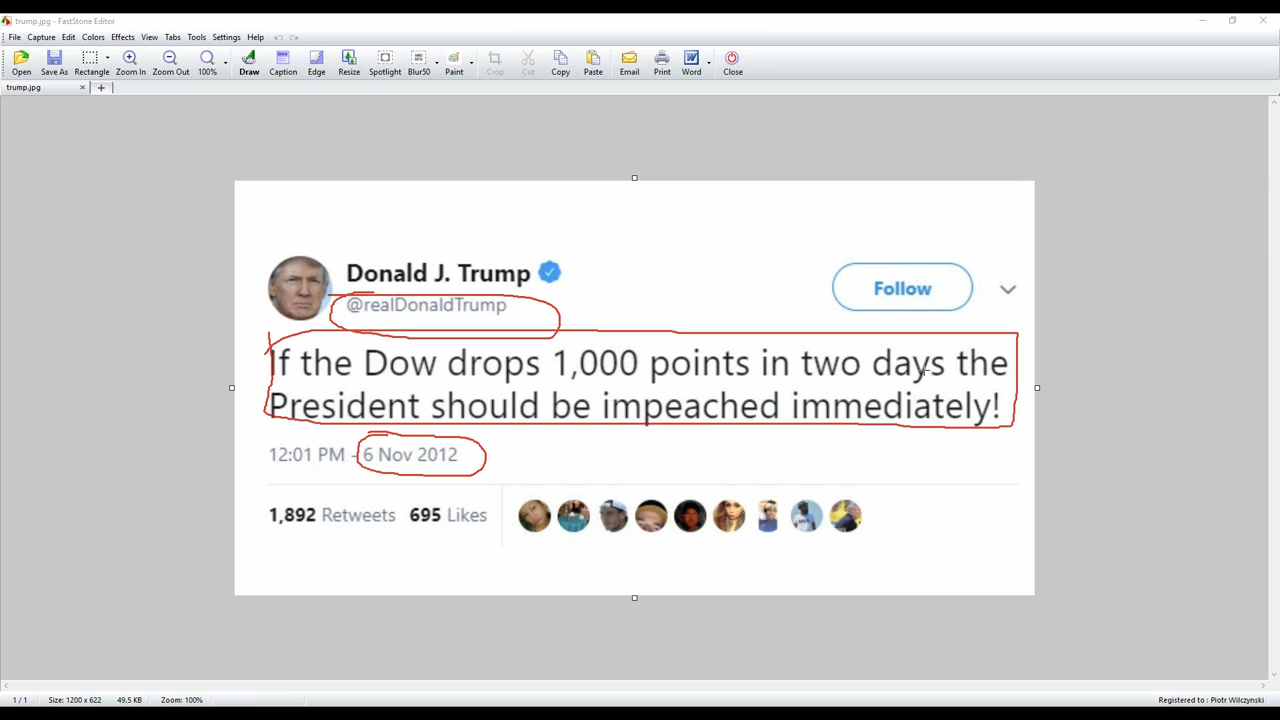 trump.jpg - FastStone Editor
File Capture Edit Colors Effects View Tabs Tools Settings Help
Open Save As Rectangle Zoom In Zoom Out 100% Draw Caption Edge Resize Spotlight Blur50 Paint Crop Cut Copy Paste Email Print Word Close
trump.jpg
Donald J. Trump
@realDonaldTrump
Follow
If the Dow drops 1,000 points in two days the
President should be impeached immediately!
12:01 PM - 6 Nov 2012
1,892 Retweets 695 Likes
1 / 1 Size: 1200 x 622 49.5 KB Zoom: 100% Registered to : Piotr Wilczynski